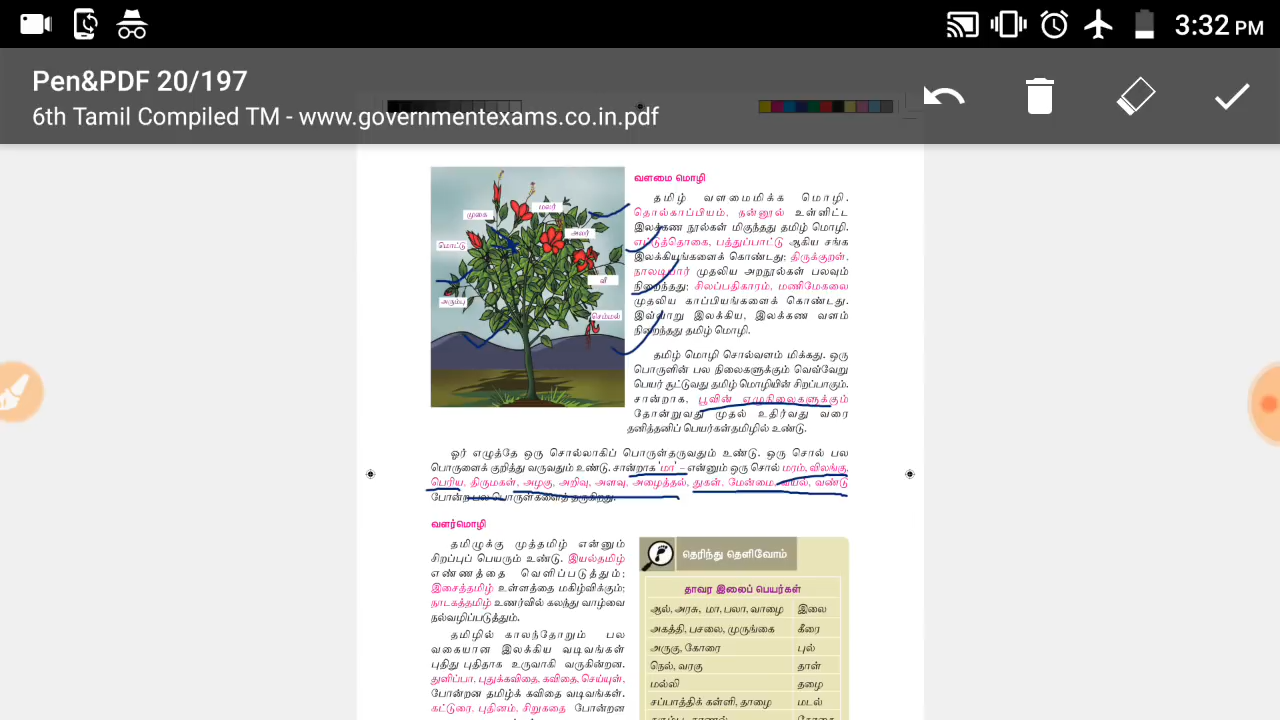 3:32 PM
Pen&PDF 20/197
6th Tamil Compiled TM - www.governmentexams.co.in.pdf
முகை
மலர்
அலர்
மொட்டு
வீ
அரும்பு
செம்மல்
வளமை மொழி
தமிழ் வளமைமிக்க மொழி.
தொல்காப்பியம், நன்னூல் உள்ளிட்ட
இலக்கண நூல்கள் மிகுந்தது தமிழ் மொழி.
எட்டுத்தொகை, பத்துப்பாட்டு ஆகிய சங்க
இலக்கியங்களைக் கொண்டது; திருக்குறள்,
நாலடியார் முதலிய அறநூல்கள் பலவும்
நிறைந்தது; சிலப்பதிகாரம், மணிமேகலை
முதலிய காப்பியங்களைக் கொண்டது.
இவ்வாறு இலக்கிய, இலக்கண வளம்
நிறைந்தது தமிழ் மொழி.
தமிழ் மொழி சொல்வளம் மிக்கது. ஒரு
பொருளின் பல நிலைகளுக்கும் வெவ்வேறு
பெயர் சூட்டுவது தமிழ் மொழியின் சிறப்பாகும்.
சான்றாக, பூவின் ஏழுநிலைகளுக்கும்
தோன்றுவது முதல் உதிர்வது வரை
தனித்தனிப் பெயர்கள்தமிழில் உண்டு.
ஓர் எழுத்தே ஒரு சொல்லாகிப் பொருள்தருவதும் உண்டு. ஒரு சொல் பல
பொருளைக் குறித்து வருவதும் உண்டு. சான்றாக 'மா' – என்னும் ஒரு சொல் மரம், விலங்கு,
பெரிய, திருமகள், அழகு, அறிவு, அளவு, அழைத்தல், துகள், மேன்மை, வயல், வண்டு
போன்ற பல பொருள்களைத் தருகிறது.
வளர்மொழி
தமிழுக்கு முத்தமிழ் என்னும்
சிறப்புப் பெயரும் உண்டு. இயல்தமிழ்
எண்ணத்தை வெளிப்படுத்தும்;
இசைத்தமிழ் உள்ளத்தை மகிழ்விக்கும்;
நாடகத்தமிழ் உணர்வில் கலந்து வாழ்வை
நல்வழிப்படுத்தும்.
தமிழில் காலந்தோறும் பல
வகையான இலக்கிய வடிவங்கள்
புதிது புதிதாக உருவாகி வருகின்றன.
துளிப்பா, புதுக்கவிதை, கவிதை, செய்யுள்,
போன்றன தமிழ்க் கவிதை வடிவங்கள்.
கட்டுரை, புதினம், சிறுகதை போன்றன
தெரிந்து தெளிவோம்
தாவர இலைப் பெயர்கள்
ஆல், அரசு, மா, பலா, வாழை இலை
அகத்தி, பசலை, முருங்கை கீரை
அருகு, கோரை புல்
நெல், வரகு தாள்
மல்லி தழை
சப்பாத்திக் கள்ளி, தாழை மடல்